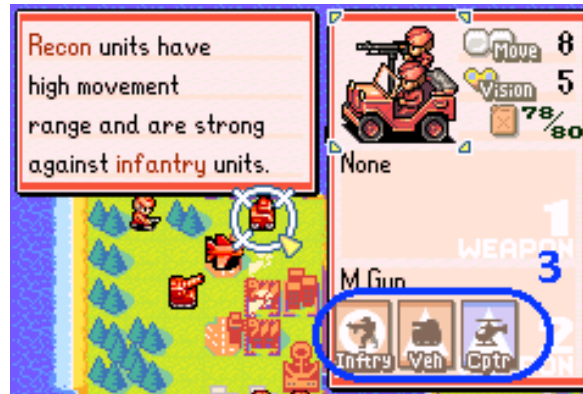 Recon units have
high movement
range and are strong
against infantry units.
Move 8
Vision 5
78/80
None
1
WEAPON
M Gun
3
Inftry Veh Cptr
2